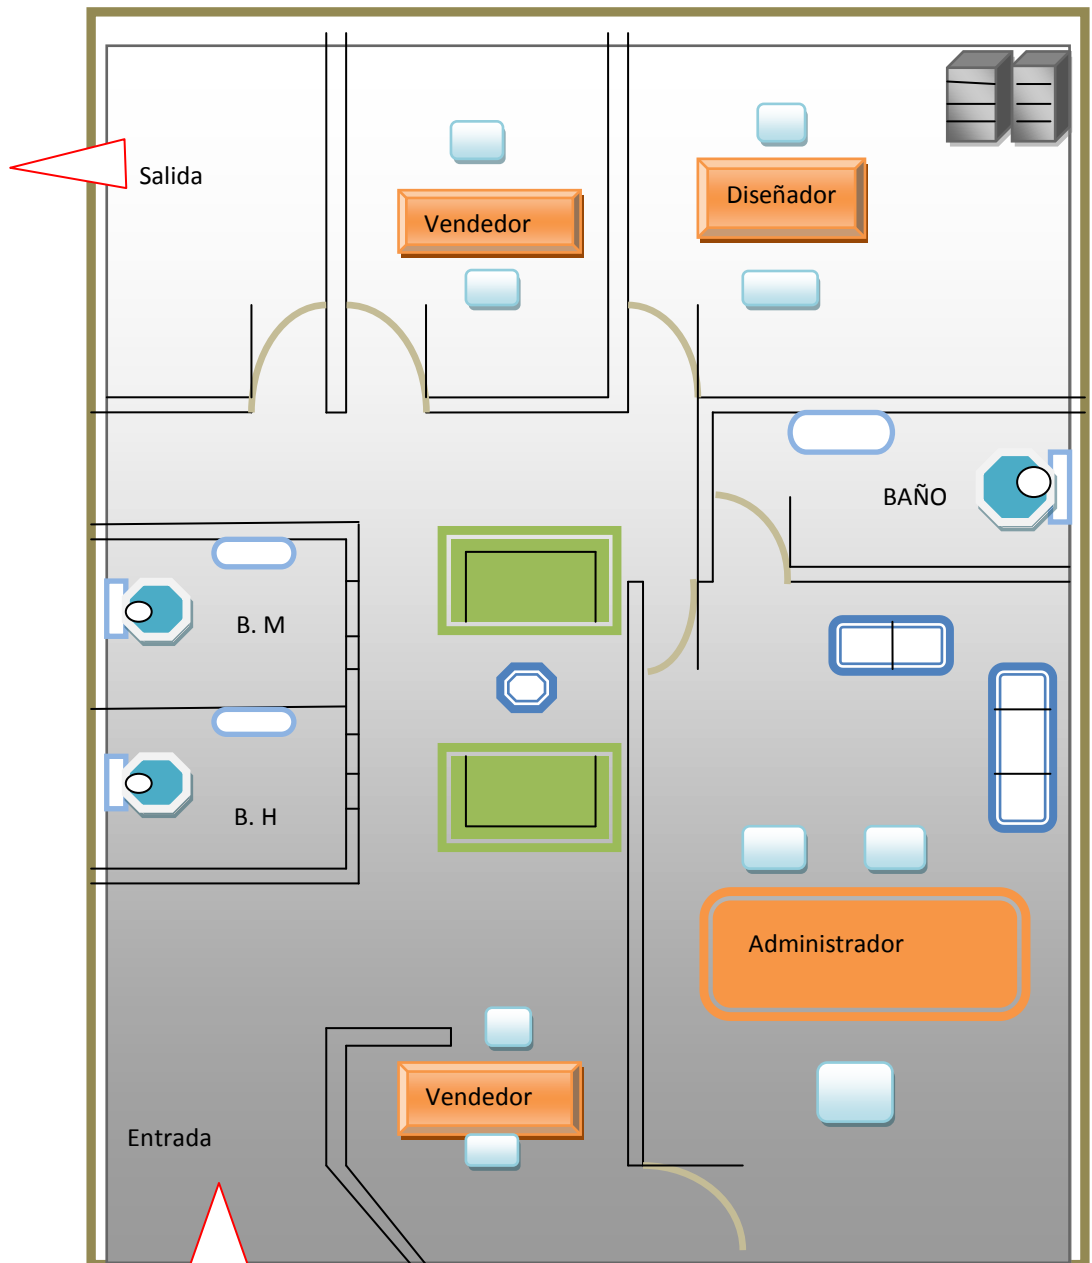 Salida
Vendedor
Diseñador
BAÑO
B. M
B. H
Administrador
Vendedor
Entrada